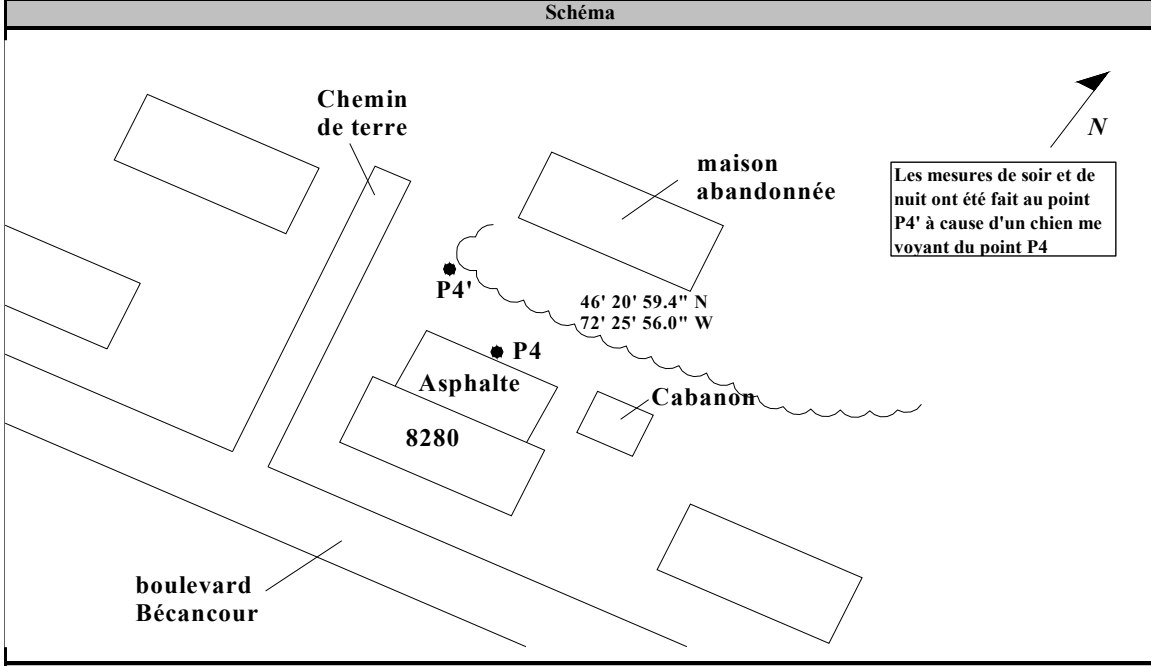 Schéma
Chemin
de terre
maison
abandonnée
N
Les mesures de soir et de
nuit ont été fait au point
P4' à cause d'un chien me
voyant du point P4
P4'
46' 20' 59.4" N
72' 25' 56.0" W
P4
Asphalte
Cabanon
8280
boulevard
Bécancour